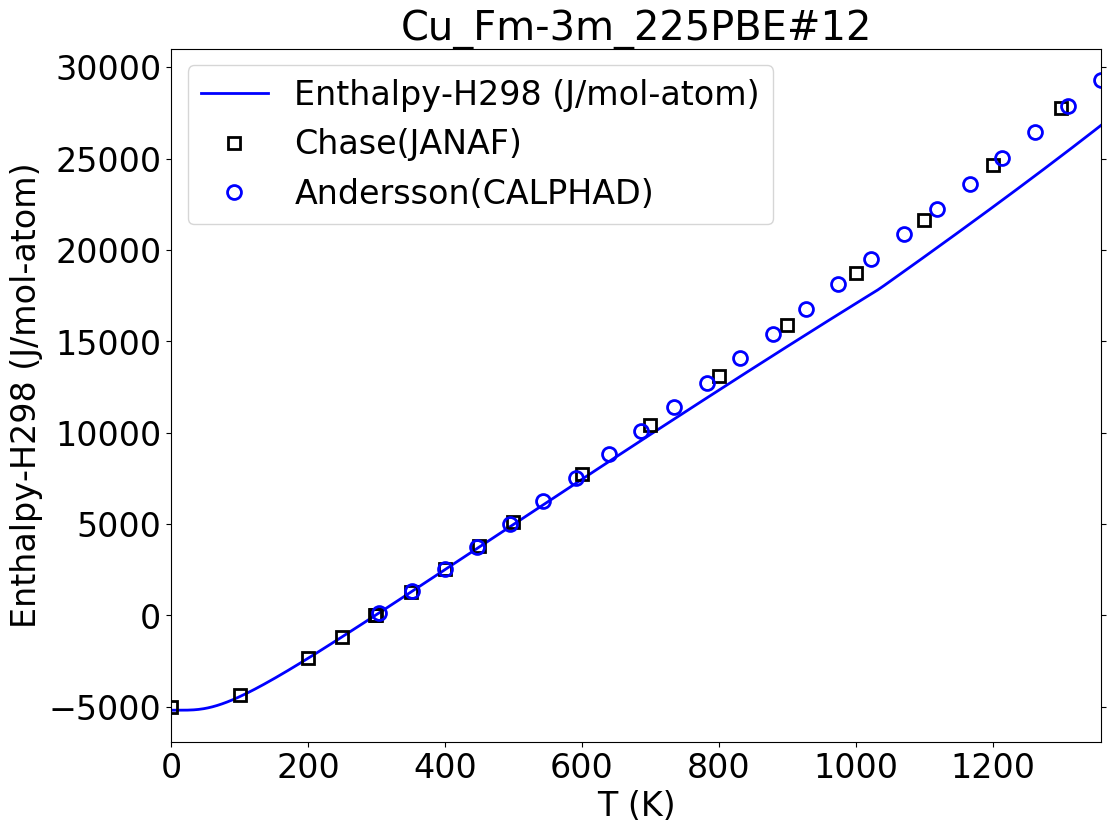 Cu_Fm-3m_225PBE#12
Enthalpy-H298 (J/mol-atom)
Chase(JANAF)
Andersson(CALPHAD)
Enthalpy-H298 (J/mol-atom)
30000
25000
20000
15000
10000
5000
0
−5000
0 200 400 600 800 1000 1200
T (K)